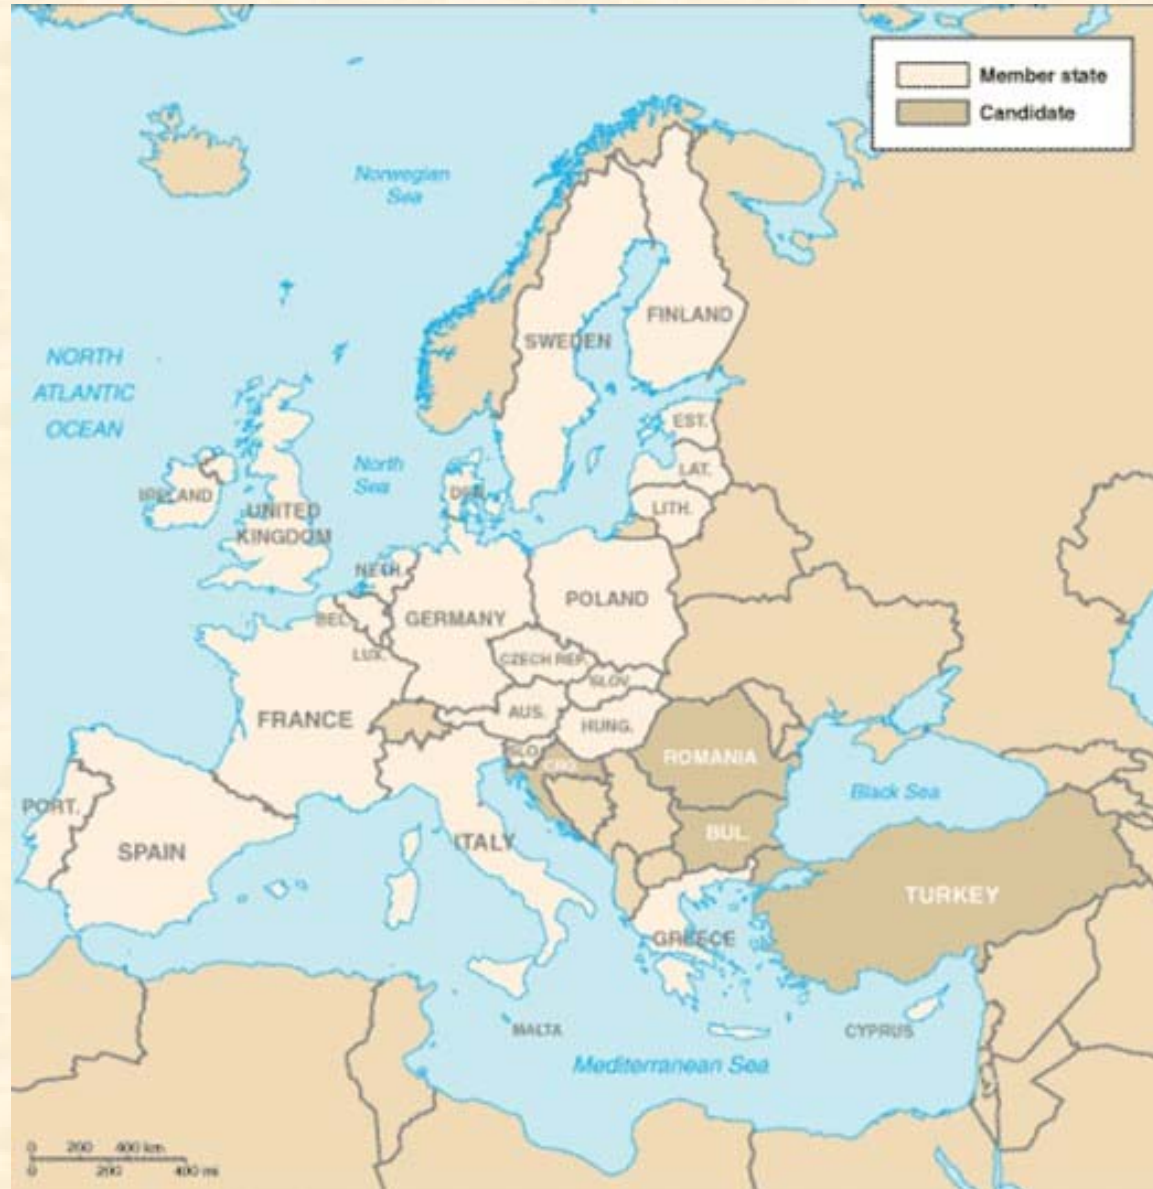 Member state
Candidate
Norwegian
Sea
NORTH
ATLANTIC
OCEAN
FINLAND
SWEDEN
EST.
LAT.
LITH.
North
Sea
DEN.
IRELAND
UNITED
KINGDOM
NETH.
POLAND
BEL.
GERMANY
LUX.
CZECH REP.
SLOV.
AUS.
HUNG.
FRANCE
SLO.
CRO.
ROMANIA
Black Sea
PORT.
SPAIN
ITALY
BUL.
TURKEY
GREECE
MALTA
CYPRUS
Mediterranean Sea
0 200 400 km
0 200 400 mi